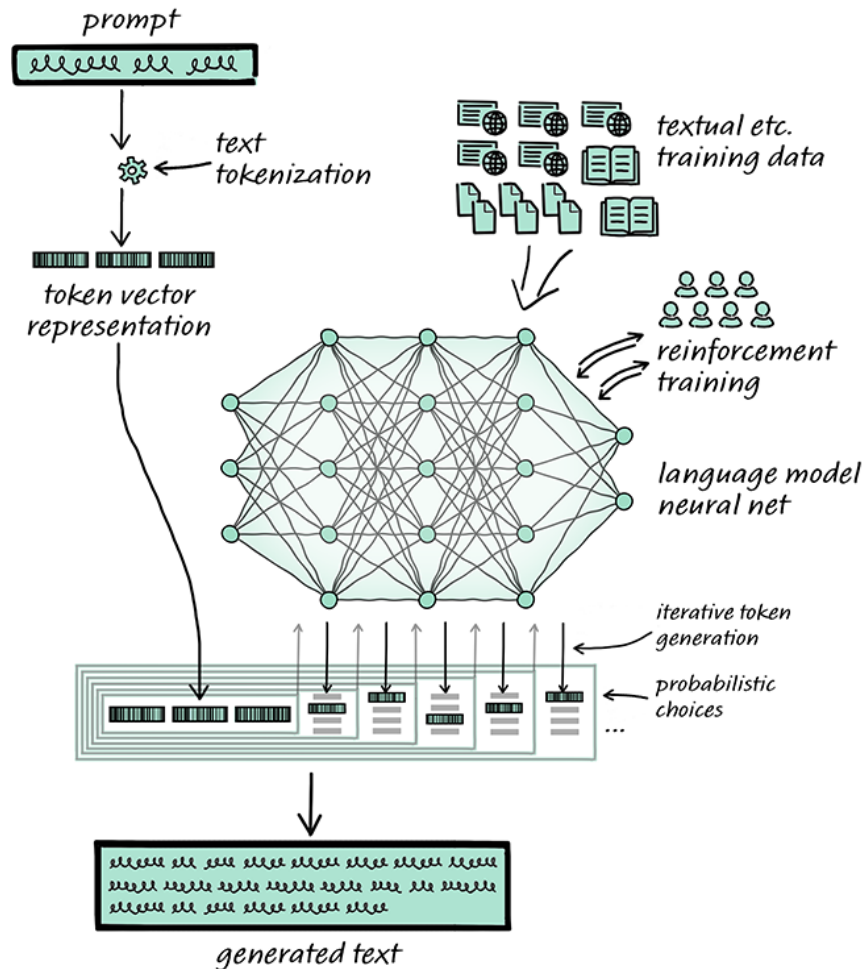 prompt
text
tokenization
token vector
representation
textual etc.
training data
reinforcement
training
language model
neural net
iterative token
generation
probabilistic
choices
...
generated text